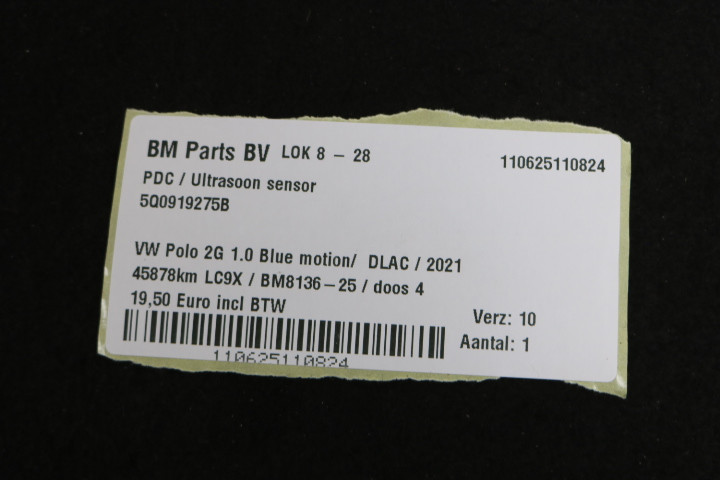 BM Parts BV LOK 8 - 28 110625110824
PDC / Ultrasoon sensor
5Q0919275B
VW Polo 2G 1.0 Blue motion/ DLAC / 2021
45878km LC9X / BM8136-25 / doos 4
19,50 Euro incl BTW
Verz: 10
Aantal: 1
110625110824